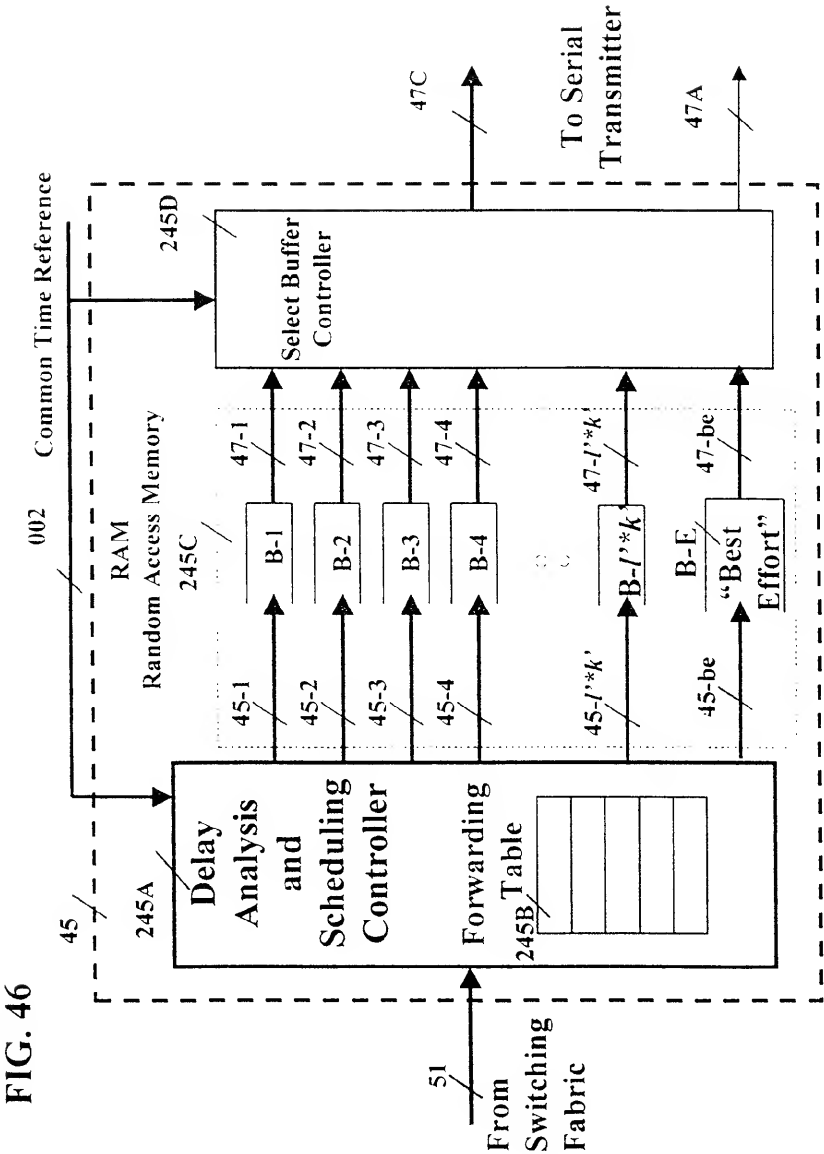 FIG. 46
Common Time Reference
002
45
RAM
Random Access Memory
245A
245C
245D
Delay
Analysis
and
Scheduling
Controller
Forwarding
Table
245B
51
From
Switching
Fabric
45-1
B-1
47-1
45-2
B-2
47-2
45-3
B-3
47-3
45-4
B-4
47-4
45-l'*k'
B-l'*k'
47-l'*k'
45-be
B-E
“Best
Effort”
47-be
Select Buffer
Controller
47C
To Serial
Transmitter
47A